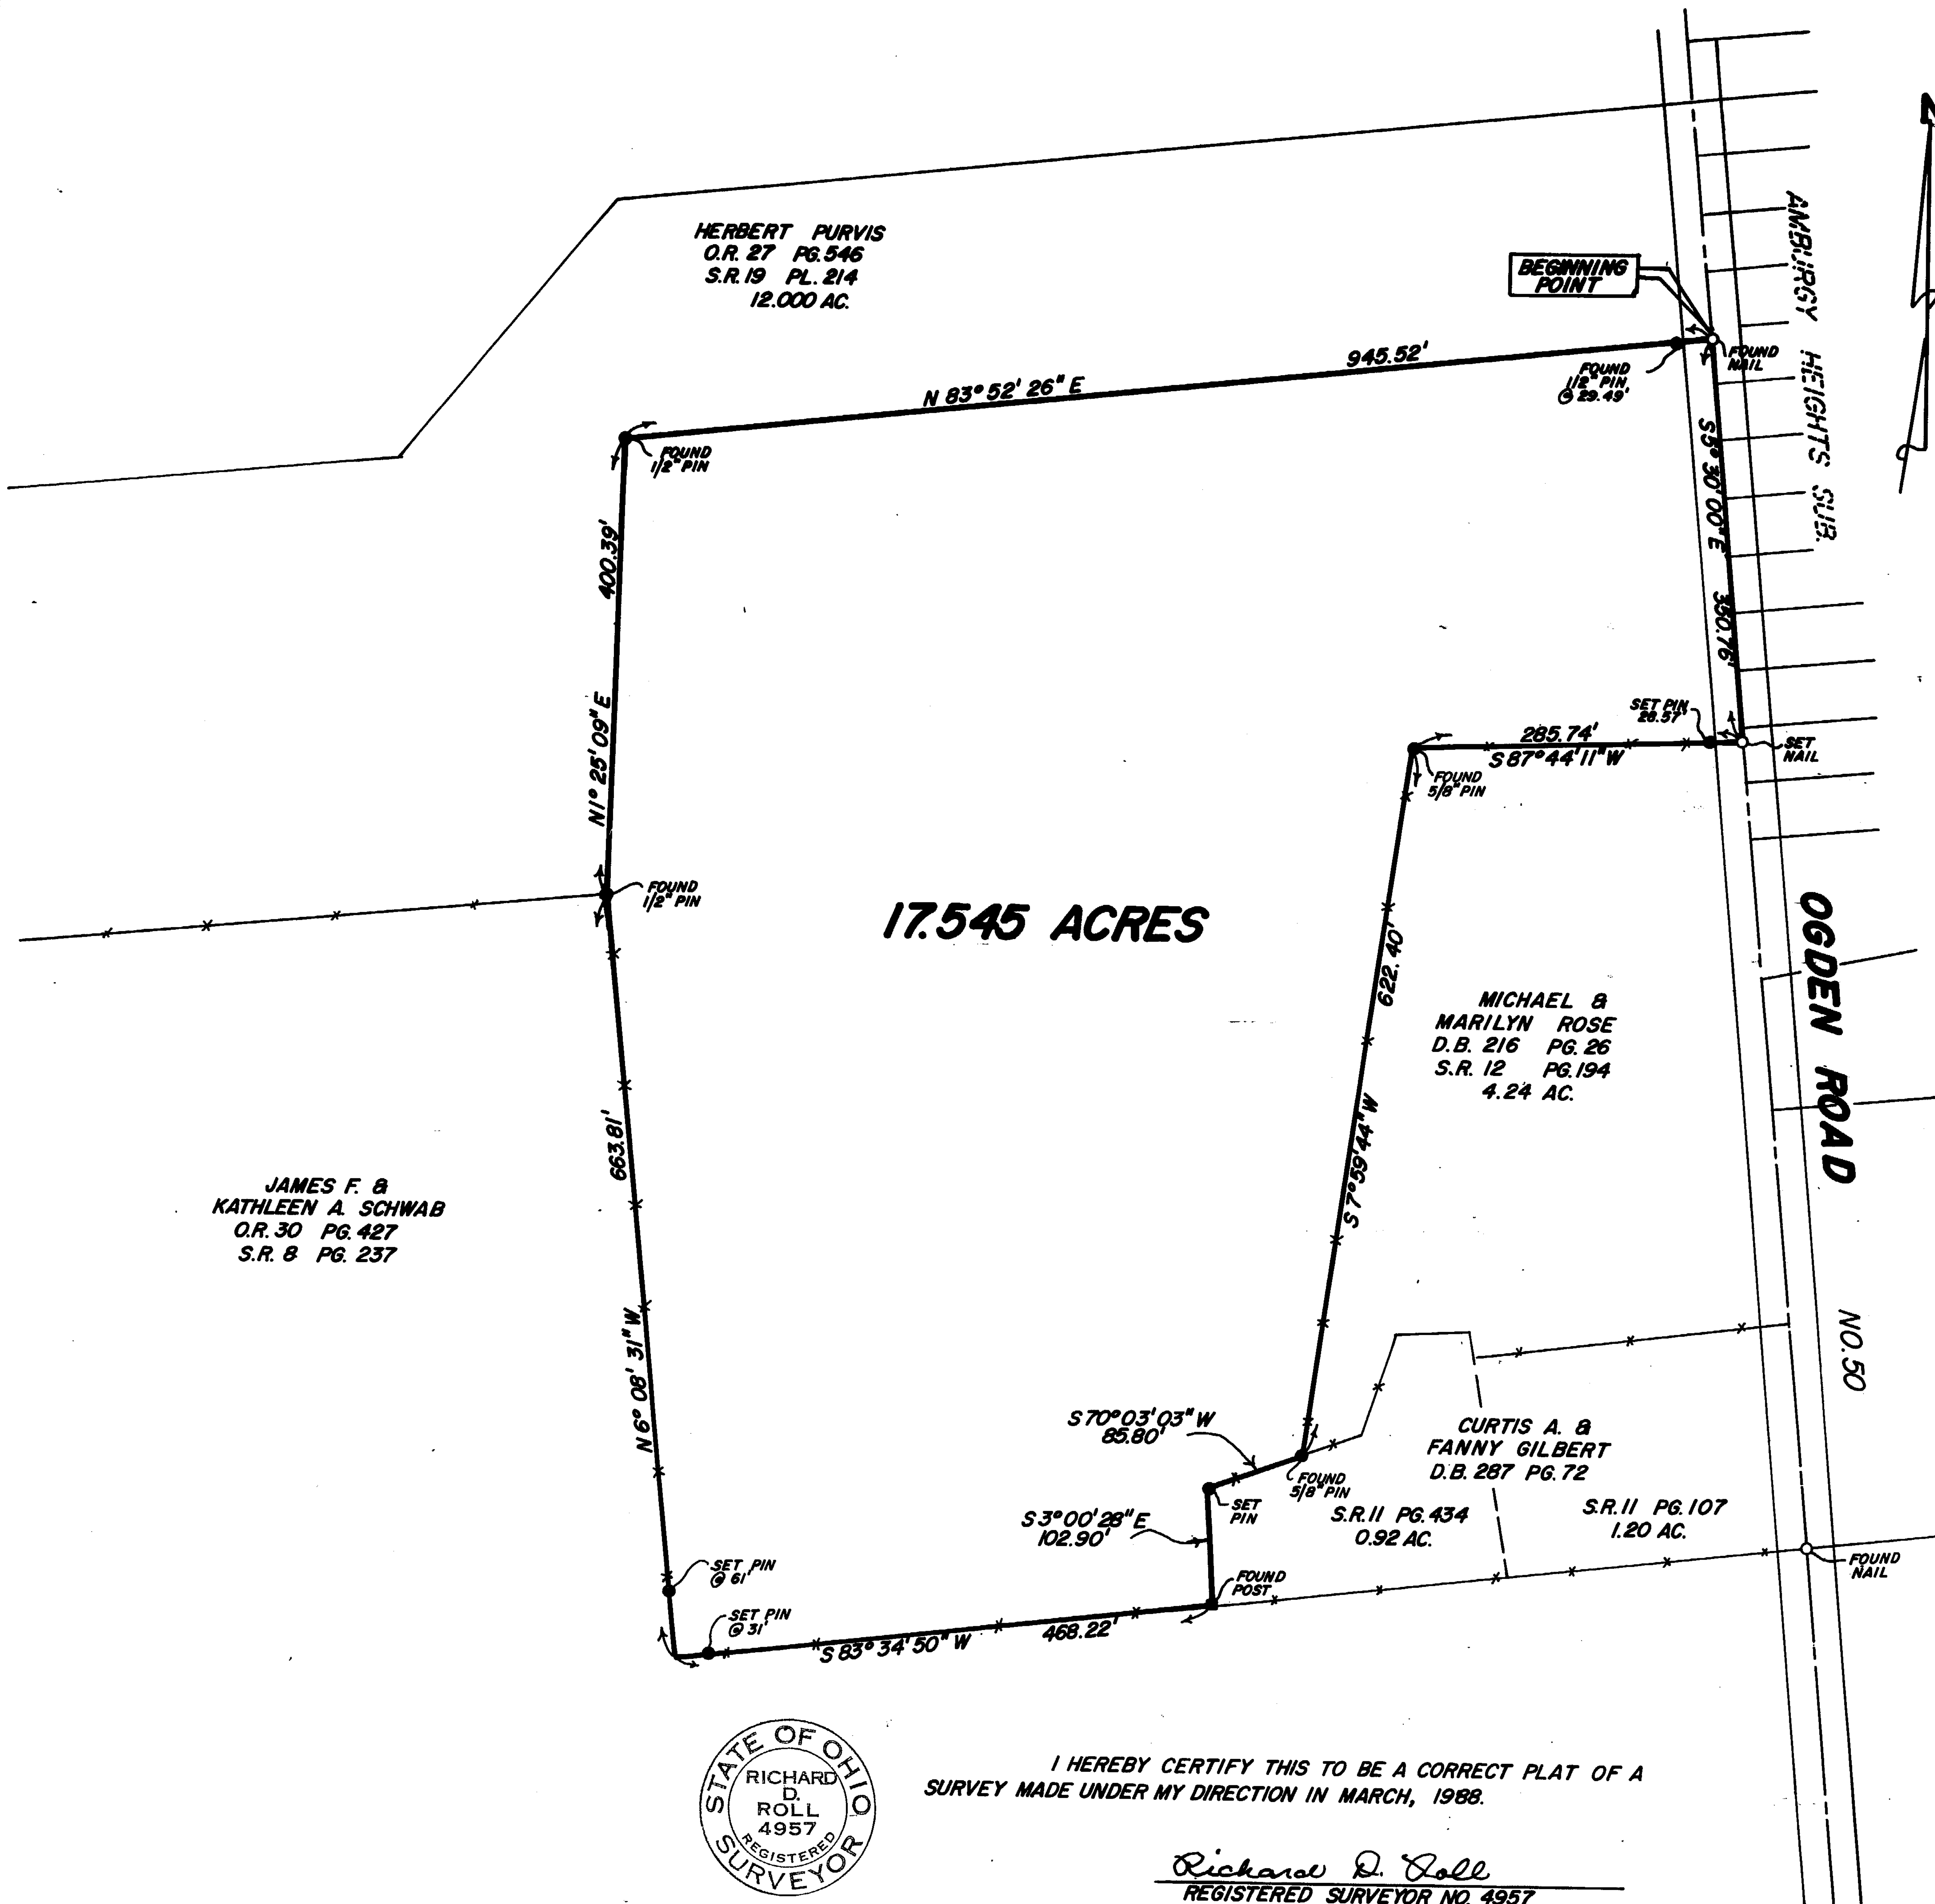 N
HERBERT PURVIS
O.R. 27 PG. 546
S.R. 19 PL. 214
12.000 AC.
BEGINNING
POINT
AMBURGY HEIGHTS SUB.
FOUND
NAIL
FOUND
1/2" PIN
@ 29.49'
945.52'
N 83° 52' 26" E
FOUND
1/2" PIN
S5° 30' 00" E 350.76'
400.39'
N1° 25' 09" E
SET PIN
28.57'
285.74'
S 87° 44' 11" W
SET
NAIL
FOUND
5/8" PIN
FOUND
1/2" PIN
17.545 ACRES
OGDEN ROAD
NO. 50
622.40'
S 7° 59' 44" W
MICHAEL &
MARILYN ROSE
D.B. 216 PG. 26
S.R. 12 PG. 194
4.24 AC.
663.81'
N 6° 08' 31" W
JAMES F. &
KATHLEEN A. SCHWAB
O.R. 30 PG. 427
S.R. 8 PG. 237
S 70° 03' 03" W
85.80'
CURTIS A. &
FANNY GILBERT
D.B. 287 PG. 72
FOUND
5/8" PIN
SET
PIN
S.R. 11 PG. 434
0.92 AC.
S.R. 11 PG. 107
1.20 AC.
S 3° 00' 28" E
102.90'
FOUND
NAIL
SET PIN
@ 61'
FOUND
POST
SET PIN
@ 31'
S 83° 34' 50" W 468.22'
STATE OF OHIO
RICHARD
D.
ROLL
4957
REGISTERED
SURVEYOR
I HEREBY CERTIFY THIS TO BE A CORRECT PLAT OF A
SURVEY MADE UNDER MY DIRECTION IN MARCH, 1988.
Richard D. Roll
REGISTERED SURVEYOR NO. 4957